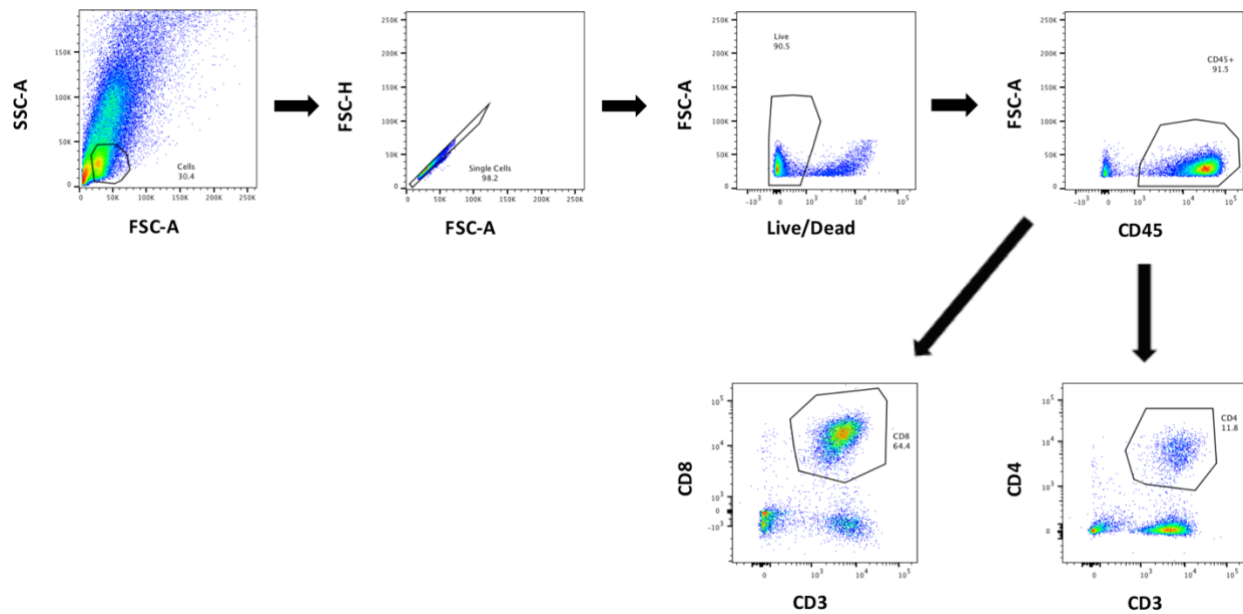 SSC-A
150K
100K
50K
0
Cells
30.4
0 50K 100K 150K 200K 250K
FSC-A
FSC-H
250K
200K
150K
100K
50K
0
Single Cells
98.2
0 50K 100K 150K 200K 250K
FSC-A
FSC-A
250K
200K
150K
100K
50K
0
Live
90.5
-10³ 0 10³ 10⁴ 10⁵
Live/Dead
FSC-A
250K
200K
150K
100K
50K
0
CD45+
91.5
-10³ 0 10³ 10⁴ 10⁵
CD45
CD8
10⁵
10⁴
10³
0
-10³
CD8
64.4
0 10³ 10⁴ 10⁵
CD3
CD4
10⁵
10⁴
10³
0
CD4
11.8
0 10³ 10⁴ 10⁵
CD3